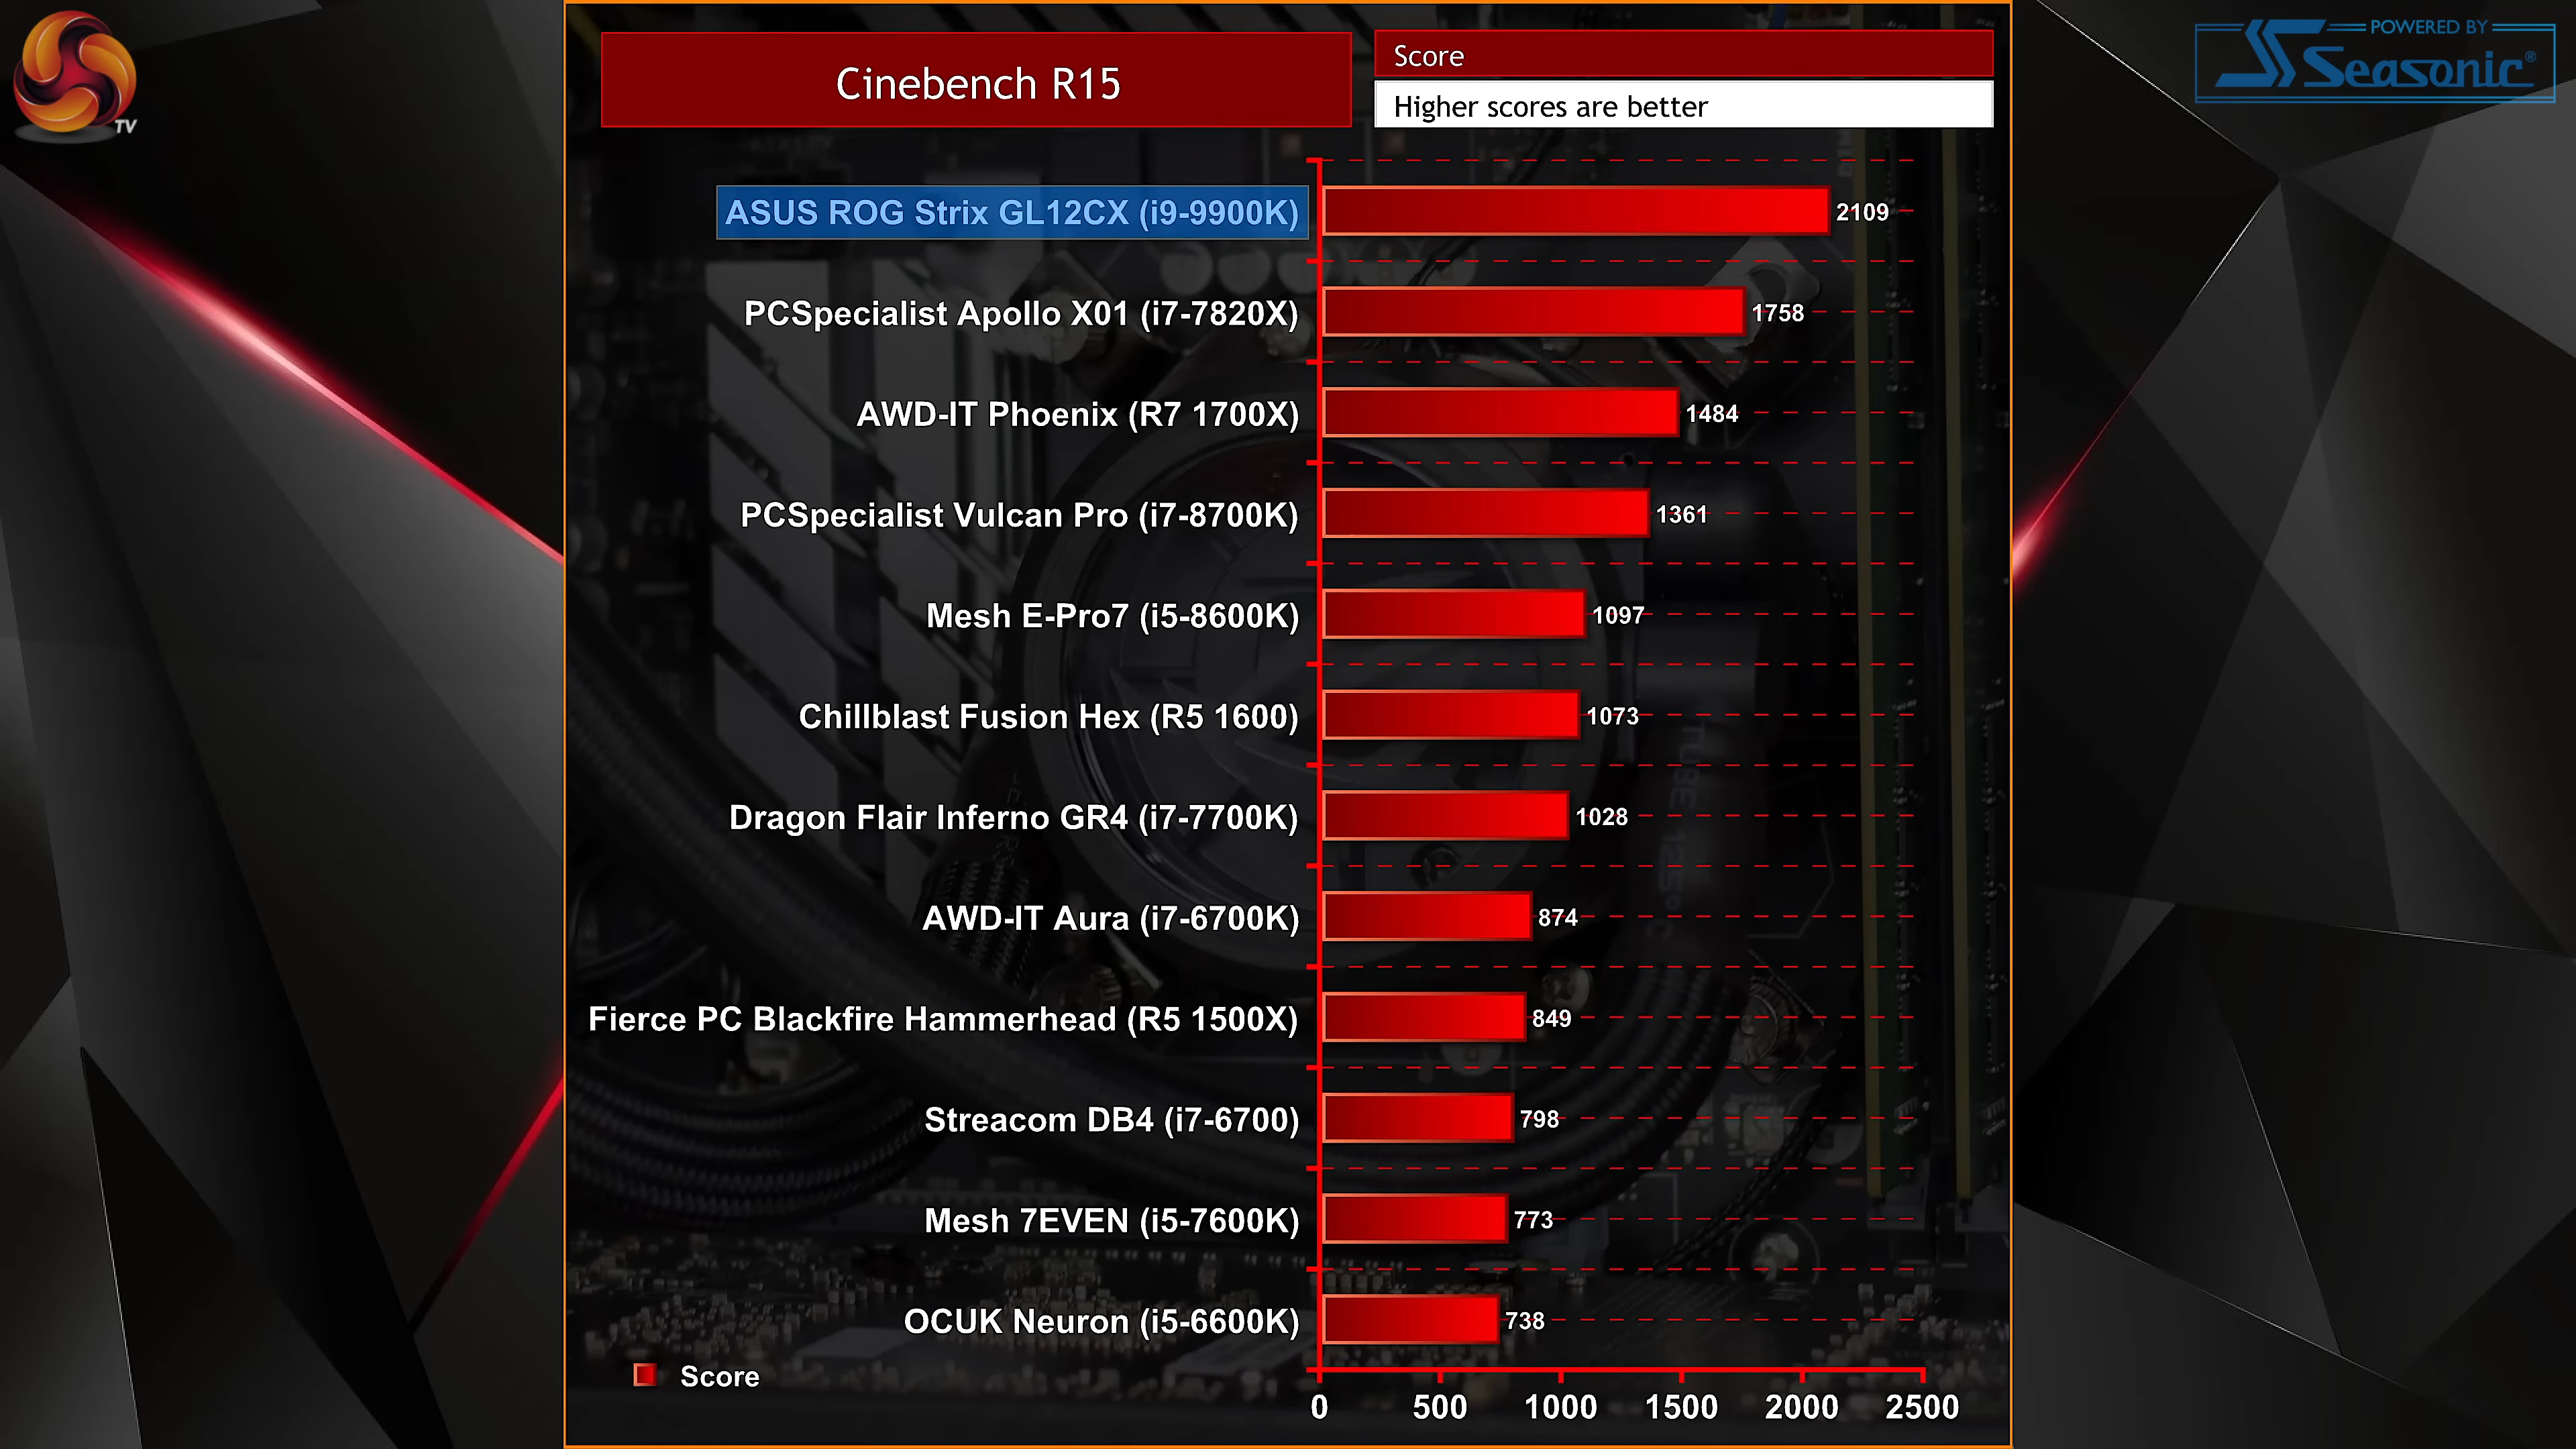 TV
POWERED BY
Seasonic®
Cinebench R15
Score
Higher scores are better
ASUS ROG Strix GL12CX (i9-9900K) 2109
PCSpecialist Apollo X01 (i7-7820X) 1758
AWD-IT Phoenix (R7 1700X) 1484
PCSpecialist Vulcan Pro (i7-8700K) 1361
Mesh E-Pro7 (i5-8600K) 1097
Chillblast Fusion Hex (R5 1600) 1073
Dragon Flair Inferno GR4 (i7-7700K) 1028
AWD-IT Aura (i7-6700K) 874
Fierce PC Blackfire Hammerhead (R5 1500X) 849
Streacom DB4 (i7-6700) 798
Mesh 7EVEN (i5-7600K) 773
OCUK Neuron (i5-6600K) 738
Score
0 500 1000 1500 2000 2500